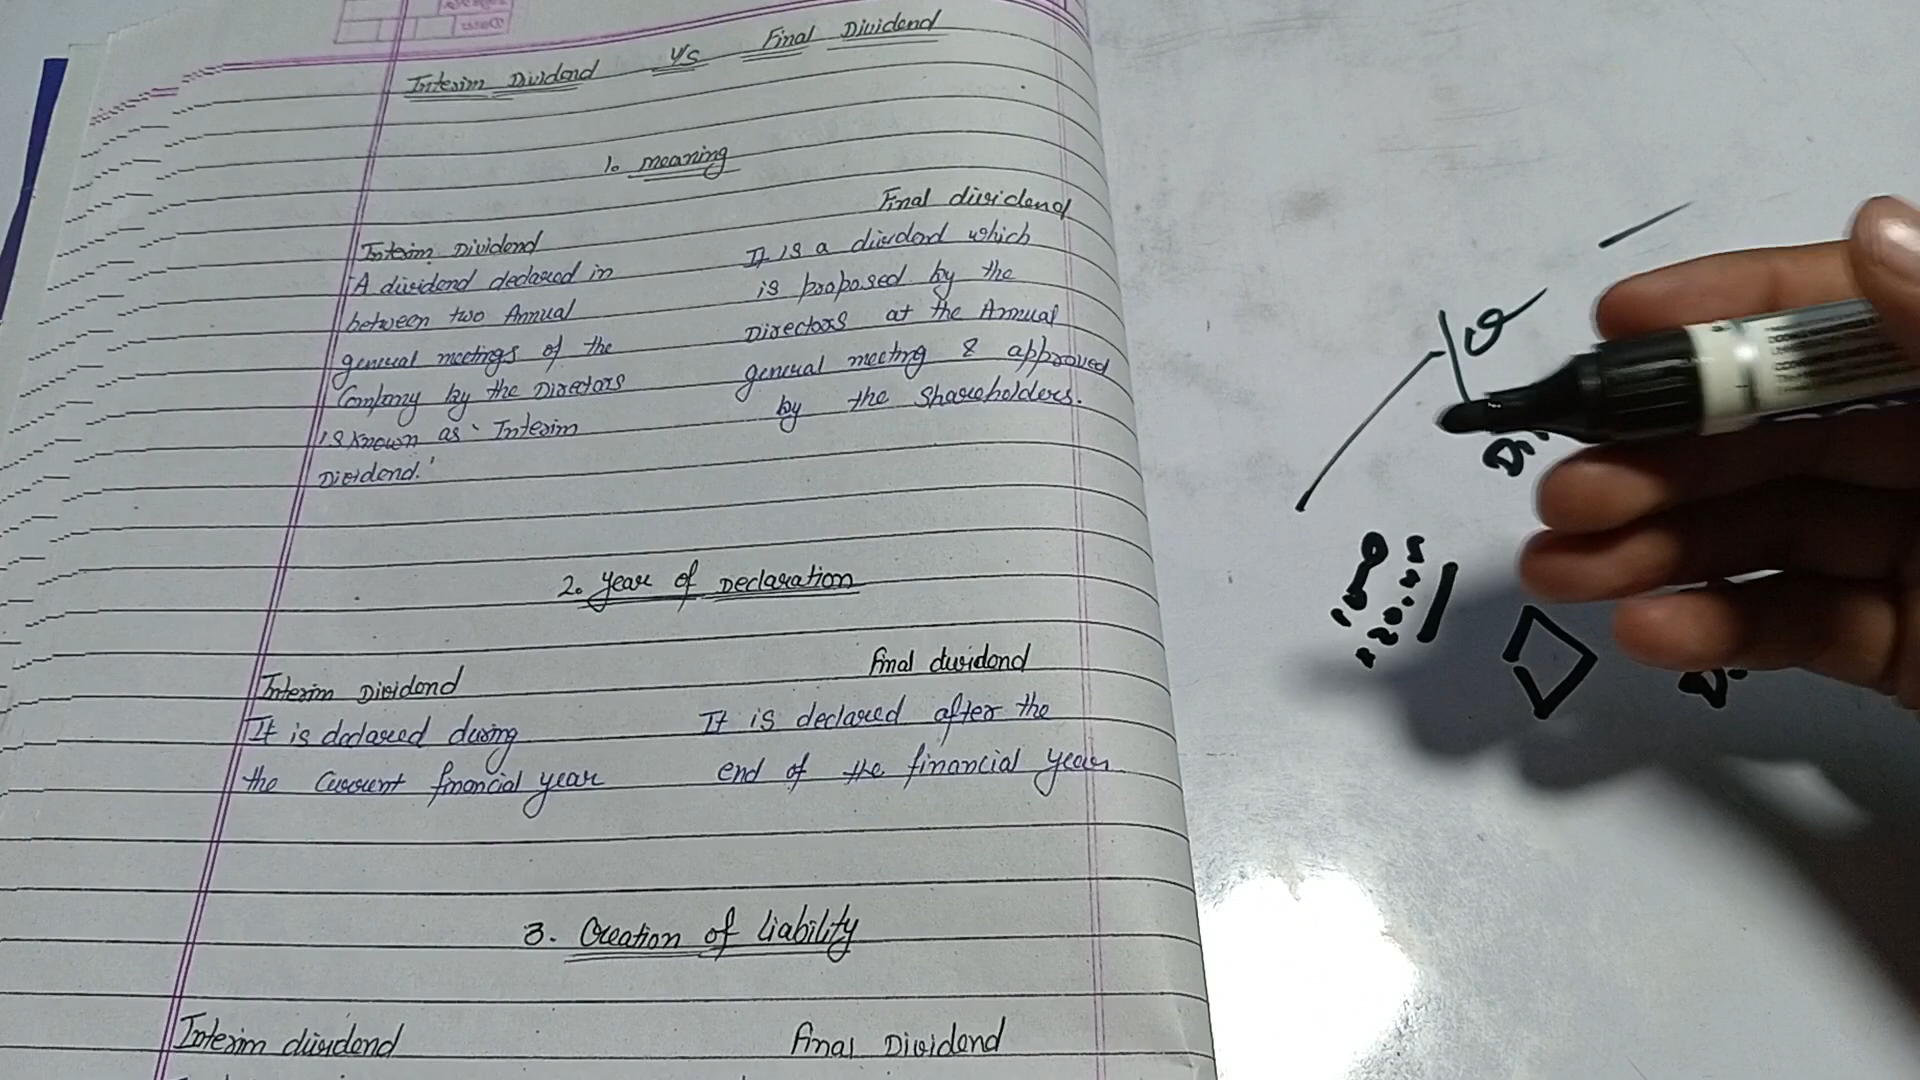 Interim Dividend V/S Final Dividend
1. meaning
Interim Dividend
'A dividend declared in
between two Annual
general meetings of the
Company by the Directors
is known as 'Interim
Dividend.'
Final dividend
It is a dividend which
is proposed by the
Directors at the Annual
general meeting & approved
by the Shareholders.
2. Year of Declaration
Interim Dividend
It is declared during
the Current financial year
Final dividend
It is declared after the
end of the financial year
3. Creation of Liability
Interim dividend
Final Dividend